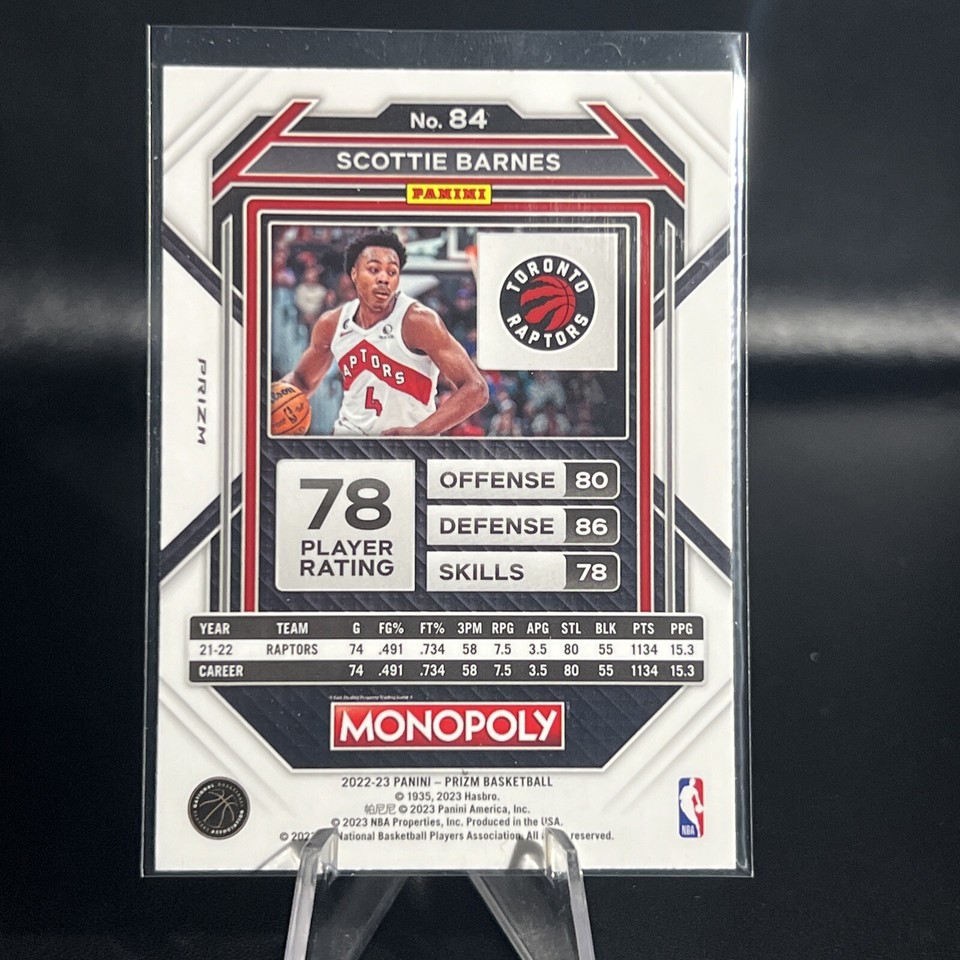 No. 84
SCOTTIE BARNES
PANINI
TORONTO
RAPTORS
APTORS
4
PRIZM
78
PLAYER
RATING
OFFENSE 80
DEFENSE 86
SKILLS 78
YEAR TEAM G FG% FT% 3PM RPG APG STL BLK PTS PPG
21-22 RAPTORS 74 .491 .734 58 7.5 3.5 80 55 1134 15.3
CAREER 74 .491 .734 58 7.5 3.5 80 55 1134 15.3
MONOPOLY
2022-23 PANINI – PRIZM BASKETBALL
© 1935, 2023 Hasbro.
帕尼尼 © 2023 Panini America, Inc.
© 2023 NBA Properties, Inc. Produced in the USA.
© 202 National Basketball Players Association. All reserved.
NBA